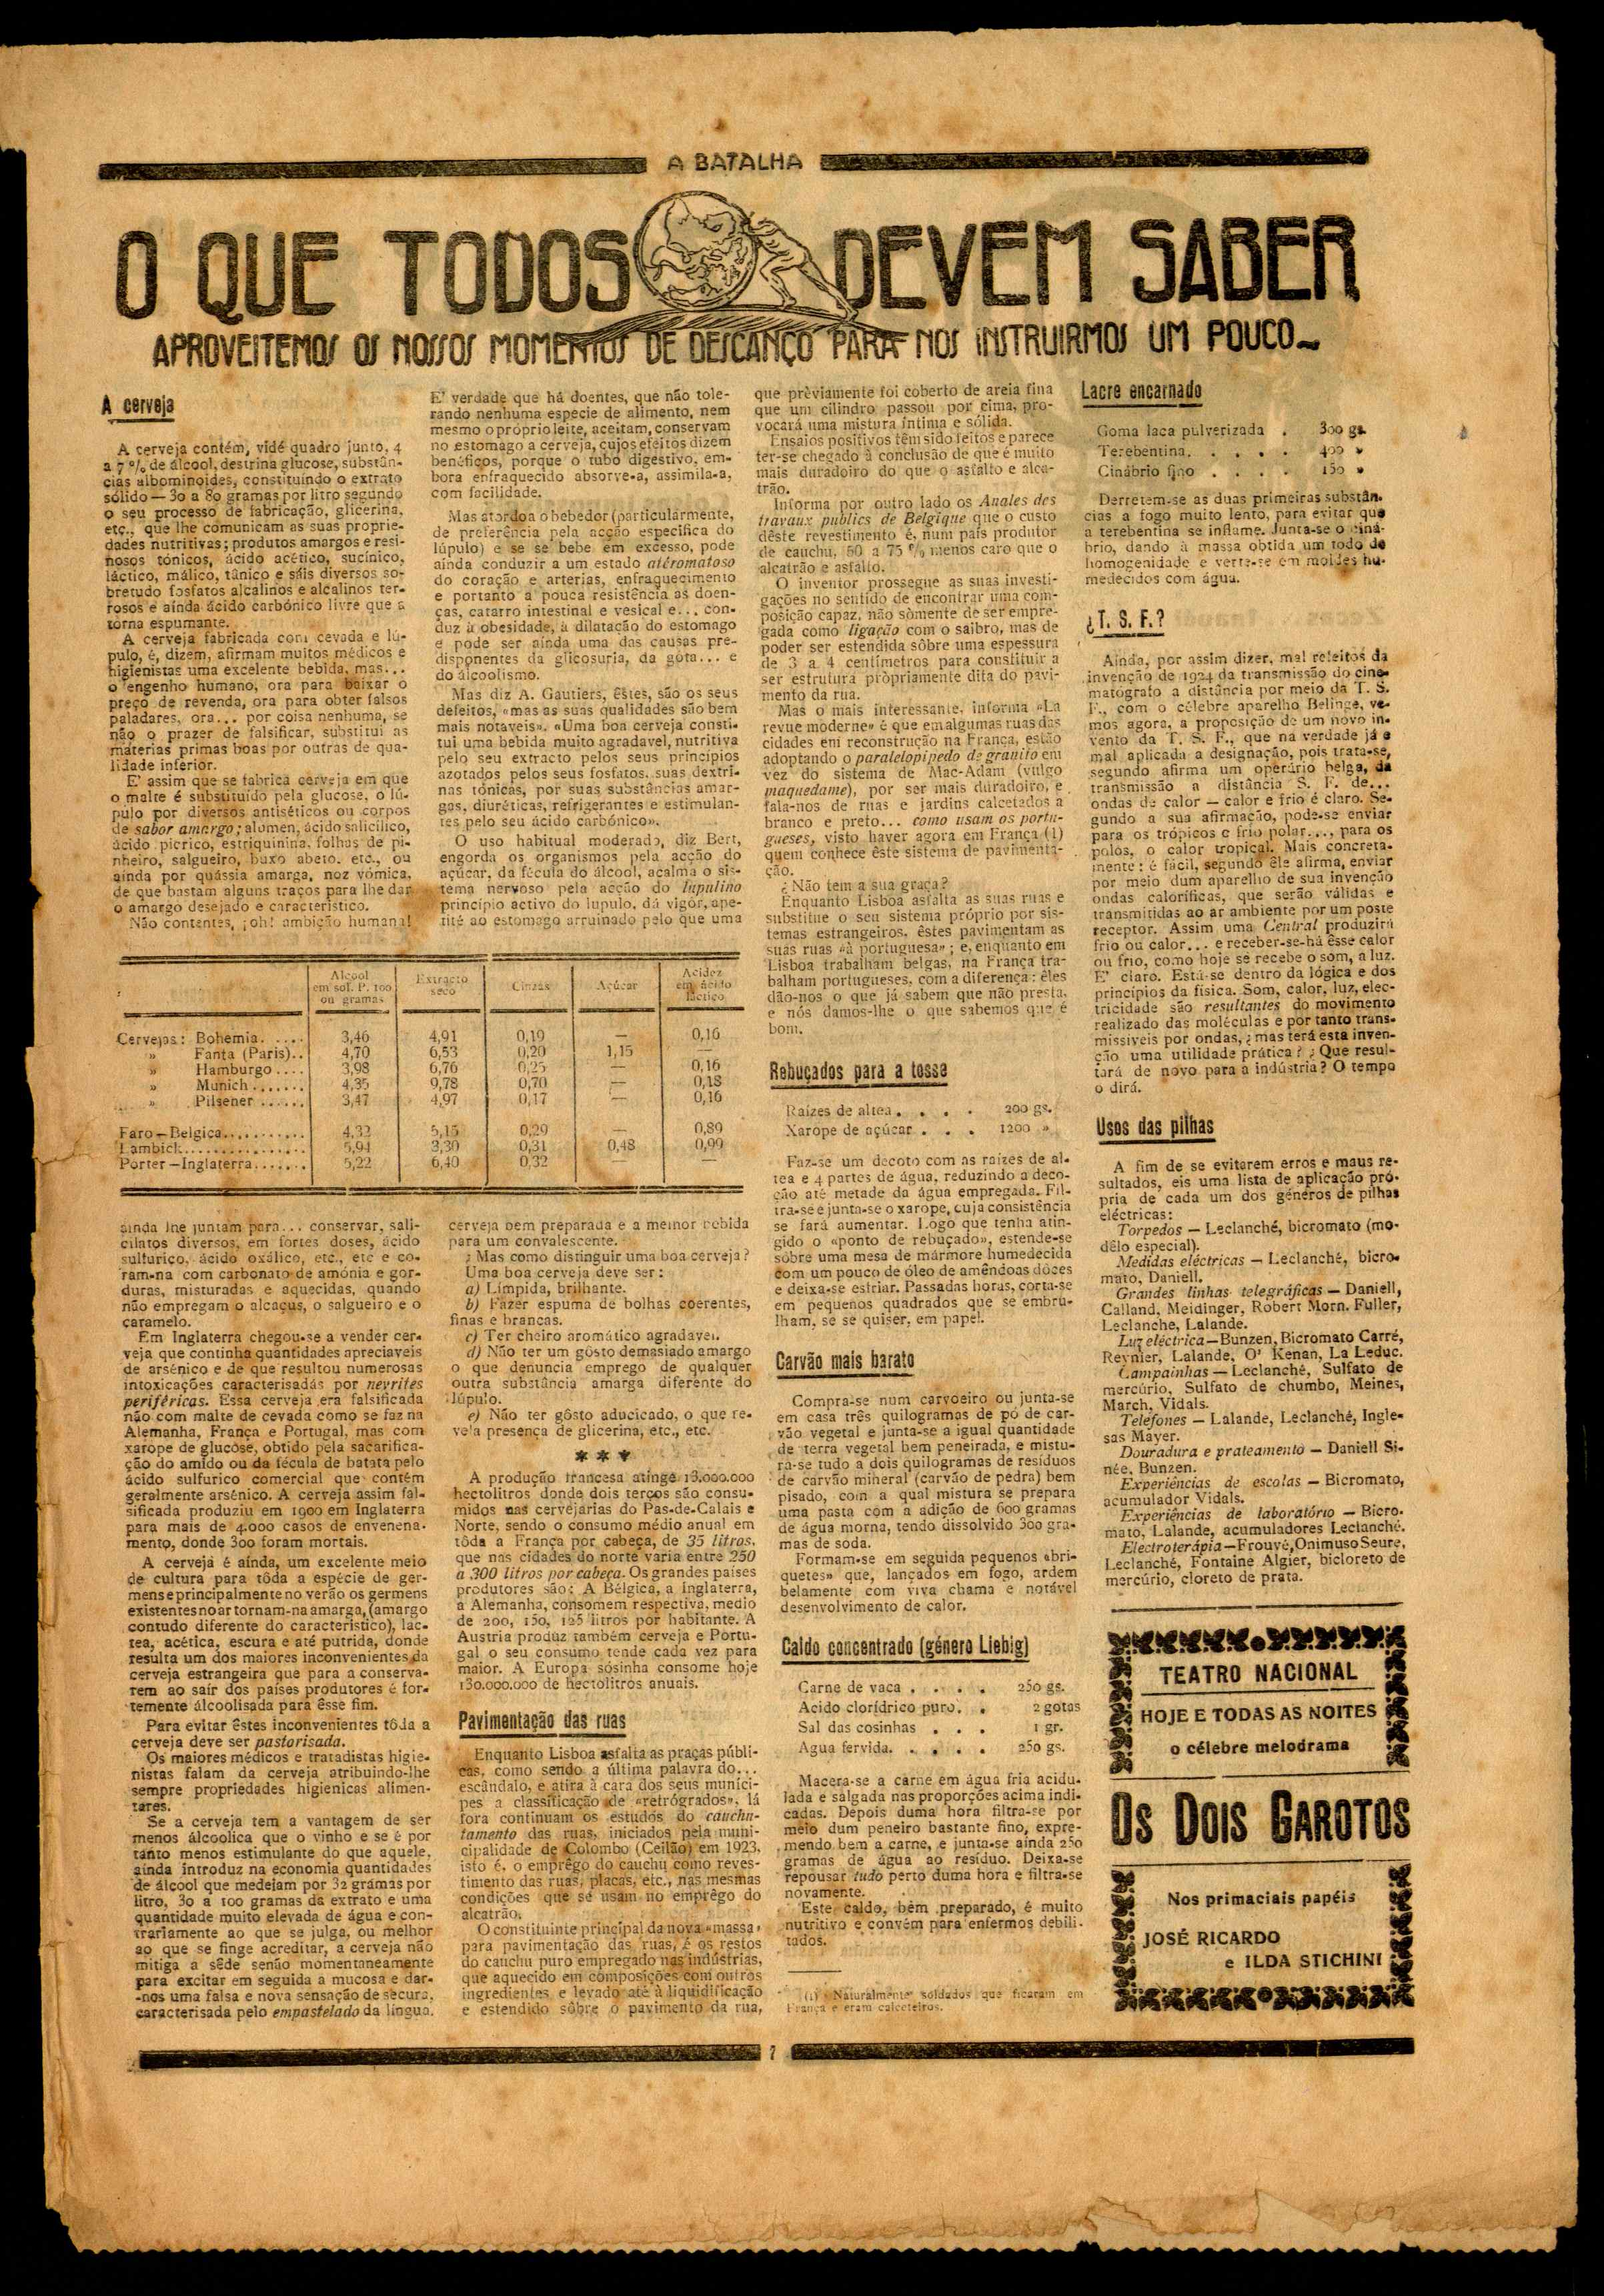 A BATALHA
O QUE TODOS DEVEM SABER
APROVEITEMOS OS NOSSOS MOMENTOS DE DESCANÇO PARA NOS INSTRUIRMOS UM POUCO
A cerveja
A cerveja contém, vidé quadro junto, 4
a 7 % de álcool, destrina glucose, substân-
cias albominoides, constituindo o extrato
sólido — 30 a 80 gramas por litro segundo
o seu processo de fabricação, glicerina,
etç., que lhe comunicam as suas proprie-
dades nutritivas; produtos amargos e resi-
nosos tónicos, ácido acético, sucínico,
láctico, málico, tânico e sáis diversos so-
bretudo fosfatos alcalinos e alcalinos ter-
rosos e ainda ácido carbónico livre que a
torna espumante.
A cerveja fabricada com cevada e lú-
pulo, é, dizem, afirmam muitos médicos e
higienistas uma excelente bebida, mas...
o engenho humano, ora para baixar o
preço de revenda, ora para obter falsos
paladares, ora... por coisa nenhuma, se
não o prazer de falsificar, substitui as
matérias primas boas por outras de qua-
lidade inferior.
E' assim que se fabrica cerveja em que
o malte é substituído pela glucose, o lú-
pulo por diversos antiséticos ou corpos
de sabor amargo; alumen, ácido salicílico,
ácido picrico, estriquinina, folhas de pi-
nheiro, salgueiro, buxo abeto. etc., ou
ainda por quássia amarga, noz vómica,
de que bastam alguns traços para lhe dar
o amargo desejado e característico.
Não contentes, ¡oh! ambição humana!
E' verdade que há doentes, que não tole-
rando nenhuma espécie de alimento, nem
mesmo o próprio leite, aceitam, conservam
no estomago a cerveja, cujos efeitos dizem
benéficos, porque o tubo digestivo, em-
bora enfraquecido absorve-a, assimila-a,
com facilidade.
Mas atordoa o bebedor (particularmente,
de preferência pela acção específica do
lúpulo) e se se bebe em excesso, pode
ainda conduzir a um estado atéromatoso
do coração e arterias, enfraquecimento
e portanto a pouca resistência às doen-
ças, catarro intestinal e vesical e... con-
duz à obesidade, à dilatação do estomago
e pode ser ainda uma das causas pre-
disponentes da glicosuria, da gota... e
do álcoolismo.
Mas diz A. Gautiers, êstes, são os seus
defeitos, «mas as suas qualidades são bem
mais notaveis». «Uma boa cerveja consti-
tui uma bebida muito agradavel, nutritiva
pelo seu extracto pelos seus princípios
azotados pelos seus fosfatos. suas dextri-
nas tónicas, por suas substâncias amar-
gas, diuréticas, refrigerantes e estimulan-
tes pelo seu ácido carbónico».
O uso habitual moderado, diz Bert,
engorda os organismos pela acção do
açúcar, da fécula do álcool, acalma o sis-
tema nervoso pela acção do lupulino
princípio activo do lupulo, dá vigor, ape-
tite ao estomago arruinado pelo que uma
Alcool em sol. P. 100 ou gramas | Extracto seco | Cinzas | Açúcar | Acidez em ácido láctico
Cervejas: Bohemia..... 3,46 4,91 0,19 — 0,16
» Fanta (Paris).. 4,70 6,53 0,20 1,15 —
» Hamburgo.... 3,98 6,76 0,25 — 0,16
» Munich....... 4,35 9,78 0,70 — 0,18
» Pilsener...... 3,47 4,97 0,17 — 0,16
Faro—Belgica........... 4,32 5,15 0,29 — 0,89
Lambick............... 5,94 3,30 0,31 0,48 0,99
Porter—Inglaterra....... 5,22 6,40 0,32 — —
ainda lhe juntam para... conservar, sali-
cilatos diversos, em fortes doses, ácido
sulfuriço, ácido oxálico, etc., etc e co-
ram-na com carbonato de amónia e gor-
duras, misturadas e aquecidas, quando
não empregam o alcaçus, o salgueiro e o
caramelo.
Em Inglaterra chegou-se a vender cer-
veja que continha quantidades apreciaveis
de arsénico e de que resultou numerosas
intoxicações caracterisadas por nevrites
periféricas. Essa cerveja era falsificada
não com malte de cevada como se faz na
Alemanha, França e Portugal, mas com
xarope de glucose, obtido pela sacarifica-
ção do amido ou da fécula de batata pelo
ácido sulfurico comercial que contém
geralmente arsénico. A cerveja assim fal-
sificada produziu em 1900 em Inglaterra
para mais de 4.000 casos de envenena-
mento, donde 300 foram mortais.
A cerveja é ainda, um excelente meio
de cultura para tôda a espécie de ger-
mens e principalmente no verão os germens
existentes no ar tornam-na amarga, (amargo
contudo diferente do característico), lac-
tea, acética, escura e até putrida, donde
resulta um dos maiores inconvenientes da
cerveja estrangeira que para a conserva-
rem ao saír dos países produtores é for-
temente álcoolisada para êsse fim.
Para evitar êstes inconvenientes tôda a
cerveja deve ser pastorisada.
Os maiores médicos e tratadistas higie-
nistas falam da cerveja atribuindo-lhe
sempre propriedades higienicas alimen-
tares.
Se a cerveja tem a vantagem de ser
menos álcoolica que o vinho e se é por
tanto menos estimulante do que aquele,
ainda introduz na economia quantidades
de álcool que medejam por 32 gramas por
litro, 30 a 100 gramas de extrato e uma
quantidade muito elevada de água e con-
trariamente ao que se julga, ou melhor
ao que se finge acreditar, a cerveja não
mitiga a sêde senão momentaneamente
para excitar em seguida a mucosa e dar-
-nos uma falsa e nova sensação de secura,
caracterisada pelo empastelado da língua.
cerveja bem preparada é a melhor bebida
para um convalescente.
¿Mas como distinguir uma boa cerveja?
Uma boa cerveja deve ser:
a) Límpida, brilhante.
b) Fazer espuma de bolhas coerentes,
finas e brancas.
c) Ter cheiro aromático agradavel.
d) Não ter um gôsto demasiado amargo
o que denuncia emprego de qualquer
outra substância amarga diferente do
lúpulo.
e) Não ter gôsto aducicado, o que re-
vela presença de glicerina, etc., etc.
***
A produção francesa atinge 13.000.000
hectolitros donde dois terços são consu-
midos nas cervejarias do Pas-de-Calais e
Norte, sendo o consumo médio anual em
tôda a França por cabeça, de 35 litros,
que nas cidades do norte varia entre 250
a 300 litros por cabeça. Os grandes países
produtores são: A Bélgica, a Inglaterra,
a Alemanha, consomem respectiva, medio
de 200, 150, 125 litros por habitante. A
Austria produz também cerveja e Portu-
gal o seu consumo tende cada vez para
maior. A Europa sósinha consome hoje
130.000.000 de hectolitros anuais.
Pavimentação das ruas
Enquanto Lisboa asfalta as praças públi-
cas, como sendo a última palavra do...
escândalo, e atira à cara dos seus muníci-
pes a classificação de «retrógrados», lá
fora continuam os estudos do cauchu-
tamento das ruas, iniciados pela muni-
cipalidade de Colombo (Ceilão) em 1923,
isto é, o emprêgo do cauchu como reves-
timento das ruas, placas, etc., nas mesmas
condições que se usam no emprêgo do
alcatrão.
O constituinte principal da nova «massa»
para pavimentação das ruas, é os restos
do cauchu puro empregado nas indústrias,
que aquecido em composições com outros
ingredientes e levado até à liquidificação
e estendido sôbre o pavimento da rua,
que prèviamente foi coberto de areia fina
que um cilindro passou por cima, pro-
vocará uma mistura íntima e sólida.
Ensaios positivos têm sido feitos e parece
ter-se chegado à conclusão de que é muito
mais duradoiro do que o asfalto e alca-
trão.
Informa por outro lado os Anales des
travaux publics de Belgique que o custo
dêste revestimento é, num país produtor
de cauchu, 50 a 75 % menos caro que o
alcatrão e asfalto.
O inventor prossegue as suas investi-
gações no sentido de encontrar uma com-
posição capaz, não sòmente de ser empre-
gada como ligação com o saibro, mas de
poder ser estendida sôbre uma espessura
de 3 a 4 centímetros para constituir a
ser estrutura pròpriamente dita do pavi-
mento da rua.
Mas o mais interessante, informa «La
revue moderne» é que em algumas ruas das
cidades em reconstrução na França, estão
adoptando o paralelopipedo de granito em
vez do sistema de Mac-Adam (vulgo
maquedame), por ser mais duradoiro, e
fala-nos de ruas e jardins calcetados a
branco e preto... como usam os portu-
gueses, visto haver agora em França (1)
quem conhece êste sistema de pavimenta-
ção.
¿Não tem a sua graça?
Enquanto Lisboa asfalta as suas ruas e
substitue o seu sistema próprio por sis-
temas estrangeiros, êstes pavimentam as
suas ruas «à portuguesa»; e, enquanto em
Lisboa trabalham belgas, na França tra-
balham portugueses, com a diferença: êles
dão-nos o que já sabem que não presta,
e nós damos-lhe o que sabemos que é
bom.
Rebuçados para a tosse
Raízes de altea.... 200 gs.
Xarope de açúcar... 1200 »
Faz-se um decoto com as raízes de al-
tea e 4 partes de água, reduzindo a deco-
ção até metade da água empregada. Fil-
tra-se e junta-se o xarope, cuja consistência
se fará aumentar. Logo que tenha atin-
gido o «ponto de rebuçado», estende-se
sôbre uma mesa de mármore humedecida
com um pouco de óleo de amêndoas dôces
e deixa-se esfriar. Passadas horas, corta-se
em pequenos quadrados que se embru-
lham, se se quiser, em papel.
Carvão mais barato
Compra-se num carvoeiro ou junta-se
em casa três quilogramas de pó de car-
vão vegetal e junta-se a igual quantidade
de terra vegetal bem peneirada, e mistu-
ra-se tudo a dois quilogramas de resíduos
de carvão mineral (carvão de pedra) bem
pisado, com a qual mistura se prepara
uma pasta com a adição de 600 gramas
de água morna, tendo dissolvido 300 gra-
mas de soda.
Formam-se em seguida pequenos «bri-
quetes» que, lançados em fogo, ardem
belamente com viva chama e notável
desenvolvimento de calor.
Caldo concentrado (género Liebig)
Carne de vaca.... 250 gs.
Acido clorídrico puro.. 2 gotas
Sal das cosinhas... 1 gr.
Agua fervida..... 250 gs.
Macera-se a carne em água fria acidu-
lada e salgada nas proporções acima indi-
cadas. Depois duma hora filtra-se por
meio dum peneiro bastante fino, expre-
mendo bem a carne, e junta-se ainda 250
gramas de água ao resíduo. Deixa-se
repousar tudo perto duma hora e filtra-se
novamente.
Este caldo, bem preparado, é muito
nutritivo e convém para enfermos debili-
tados.
(1) Naturalmente soldados que ficaram em
França e eram calceteiros.
Lacre encarnado
Goma laca pulverizada . 300 gs.
Terebentina..... 400 »
Cinábrio fino.... 150 »
Derretem-se as duas primeiras substân-
cias a fogo muito lento, para evitar que
a terebentina se inflame. Junta-se o ciná-
brio, dando à massa obtida um todo de
homogenidade e verte-se em moldes hu-
medecidos com água.
¿T. S. F.?
Ainda, por assim dizer, mal refeitos da
invenção de 1924 da transmissão do cine-
matógrafo a distância por meio da T. S.
F., com o célebre aparelho Belinge, ve-
mos agora, a proposição de um novo in-
vento da T. S. F., que na verdade já é
mal aplicada a designação, pois trata-se,
segundo afirma um operário belga, da
transmissão a distância S. F. de...
ondas de calor — calor e frio é claro. Se-
gundo a sua afirmação, pode-se enviar
para os trópicos o frio polar..., para os
polos, o calor tropical. Mais concreta-
mente: é fácil, segundo êle afirma, enviar
por meio dum aparelho de sua invenção
ondas caloríficas, que serão válidas e
transmitidas ao ar ambiente por um poste
receptor. Assim uma Central produzirá
frio ou calor... e receber-se-há êsse calor
ou frio, como hoje se recebe o som, a luz.
E' claro. Está-se dentro da lógica e dos
princípios da física. Som, calor, luz, elec-
tricidade são resultantes do movimento
realizado das moléculas e por tanto trans-
missiveis por ondas, ¿mas terá esta inven-
ção uma utilidade prática? ¿Que resul-
tará de novo para a indústria? O tempo
o dirá.
Usos das pilhas
A fim de se evitarem erros e maus re-
sultados, eis uma lista de aplicação pró-
pria de cada um dos géneros de pilhas
eléctricas:
Torpedos — Leclanché, bicromato (mo-
dêlo especial).
Medidas eléctricas — Leclanché, bicro-
mato, Daniell.
Grandes linhas telegráficas — Daniell,
Calland, Meidinger, Robert Morn. Fuller,
Leclanche, Lalande.
Luz eléctrica—Bunzen, Bicromato Carré,
Reynier, Lalande, O' Kenan, La Leduc.
Campainhas — Leclanché, Sulfato de
mercúrio, Sulfato de chumbo, Meines,
March, Vidals.
Telefones — Lalande, Leclanché, Ingle-
sas Mayer.
Douradura e prateamento — Daniell Si-
née, Bunzen.
Experiências de escolas — Bicromato,
acumulador Vidals.
Experiências de laboratório — Bicro-
mato, Lalande, acumuladores Leclanché.
Electroterápia—Frouvé, Onimuso Seure,
Leclanché, Fontaine Algier, bicloreto de
mercúrio, cloreto de prata.
TEATRO NACIONAL
HOJE E TODAS AS NOITES
o célebre melodrama
OS DOIS GAROTOS
Nos primaciais papéis
JOSÉ RICARDO
e ILDA STICHINI
7